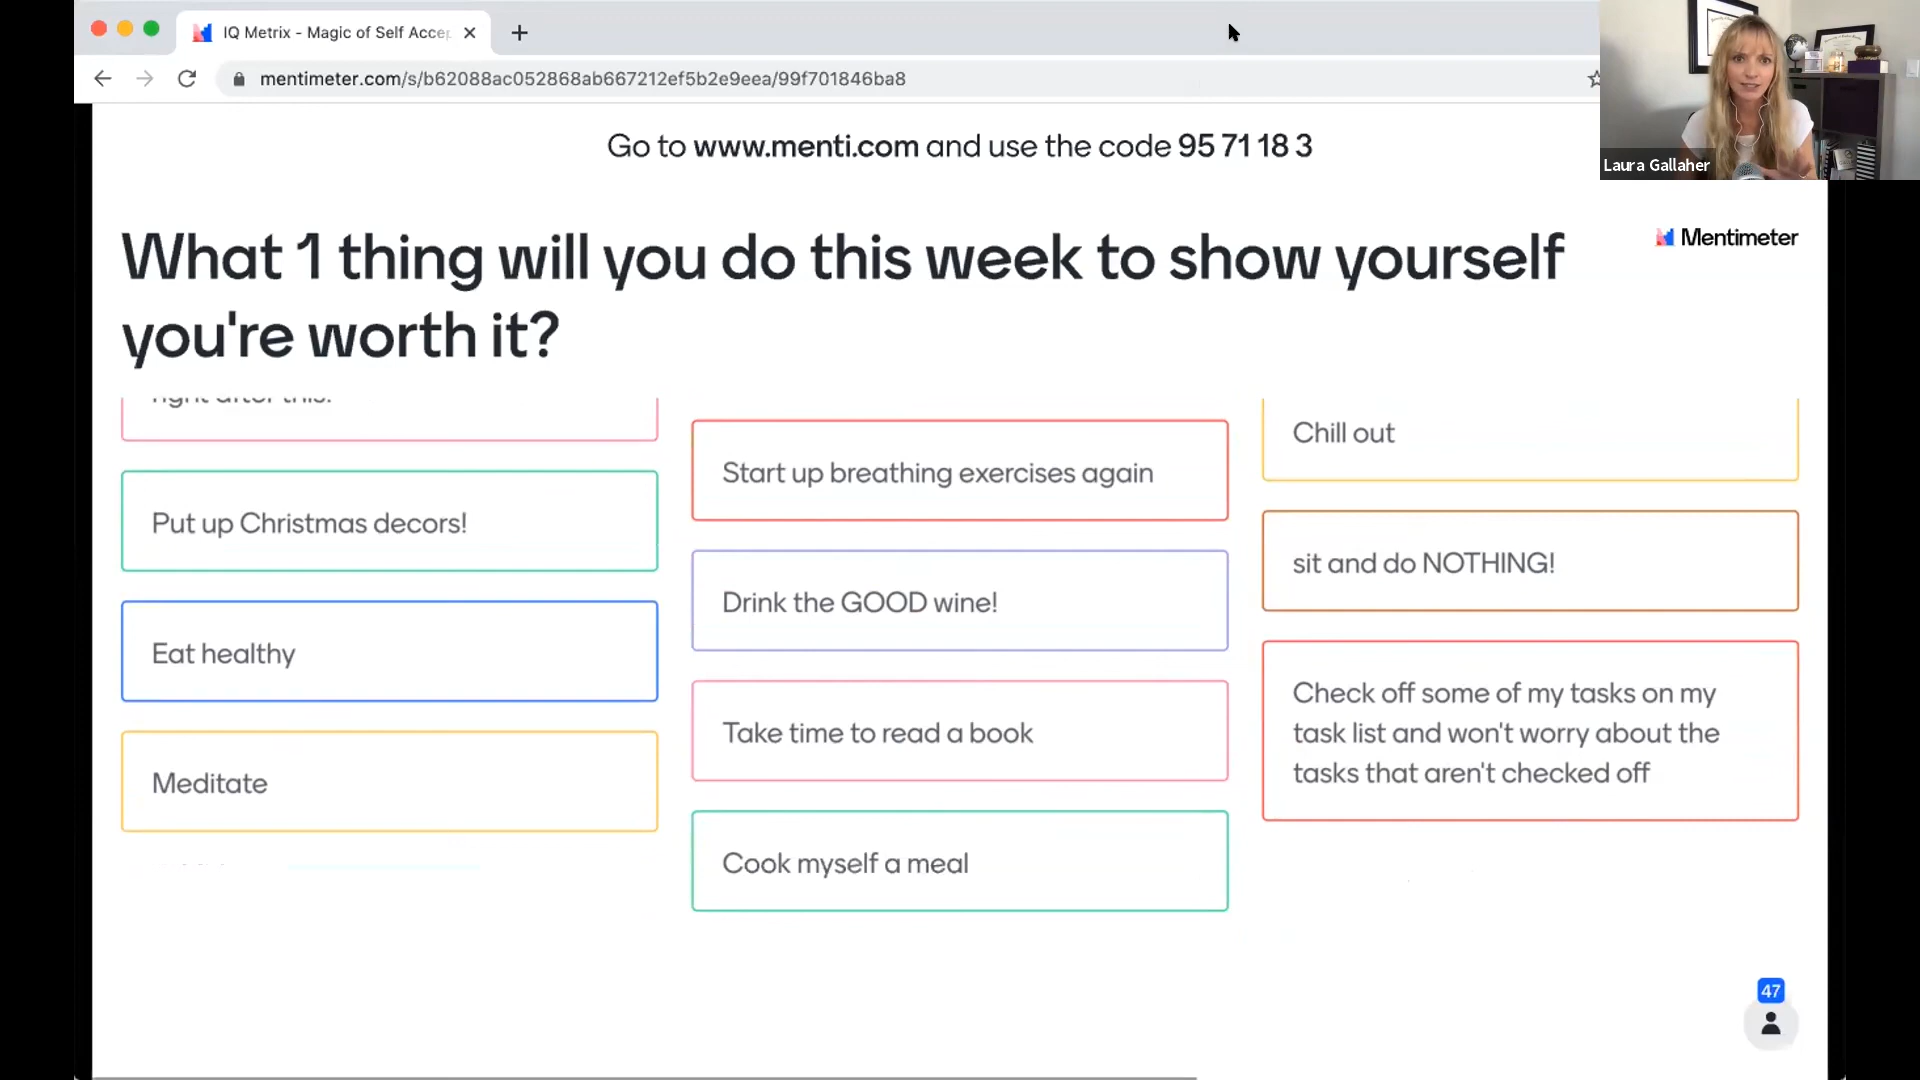 IQ Metrix - Magic of Self Accep
mentimeter.com/s/b62088ac052868ab667212ef5b2e9eea/99f701846ba8
Laura Gallaher
Go to www.menti.com and use the code 95 71 18 3
Mentimeter
What 1 thing will you do this week to show yourself
you're worth it?
right after this!
Put up Christmas decors!
Eat healthy
Meditate
Start up breathing exercises again
Drink the GOOD wine!
Take time to read a book
Cook myself a meal
Chill out
sit and do NOTHING!
Check off some of my tasks on my
task list and won't worry about the
tasks that aren't checked off
47